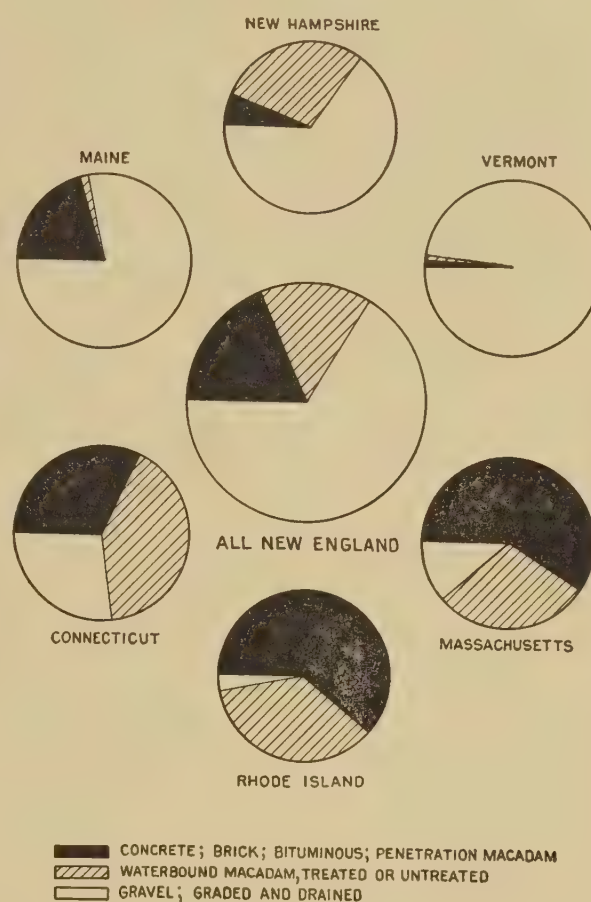 NEW HAMPSHIRE
MAINE
VERMONT
ALL NEW ENGLAND
CONNECTICUT
MASSACHUSETTS
RHODE ISLAND
CONCRETE; BRICK; BITUMINOUS; PENETRATION MACADAM
WATERBOUND MACADAM, TREATED OR UNTREATED
GRAVEL; GRADED AND DRAINED